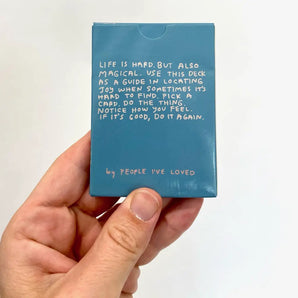 LIFE IS HARD. BUT ALSO
MAGICAL. USE THIS DECK
AS A GUIDE IN LOCATING
JOY WHEN SOMETIMES IT'S
HARD TO FIND. PICK A
CARD. DO THE THING.
NOTICE HOW YOU FEEL.
IF IT'S GOOD, DO IT AGAIN.
by PEOPLE I'VE LOVED